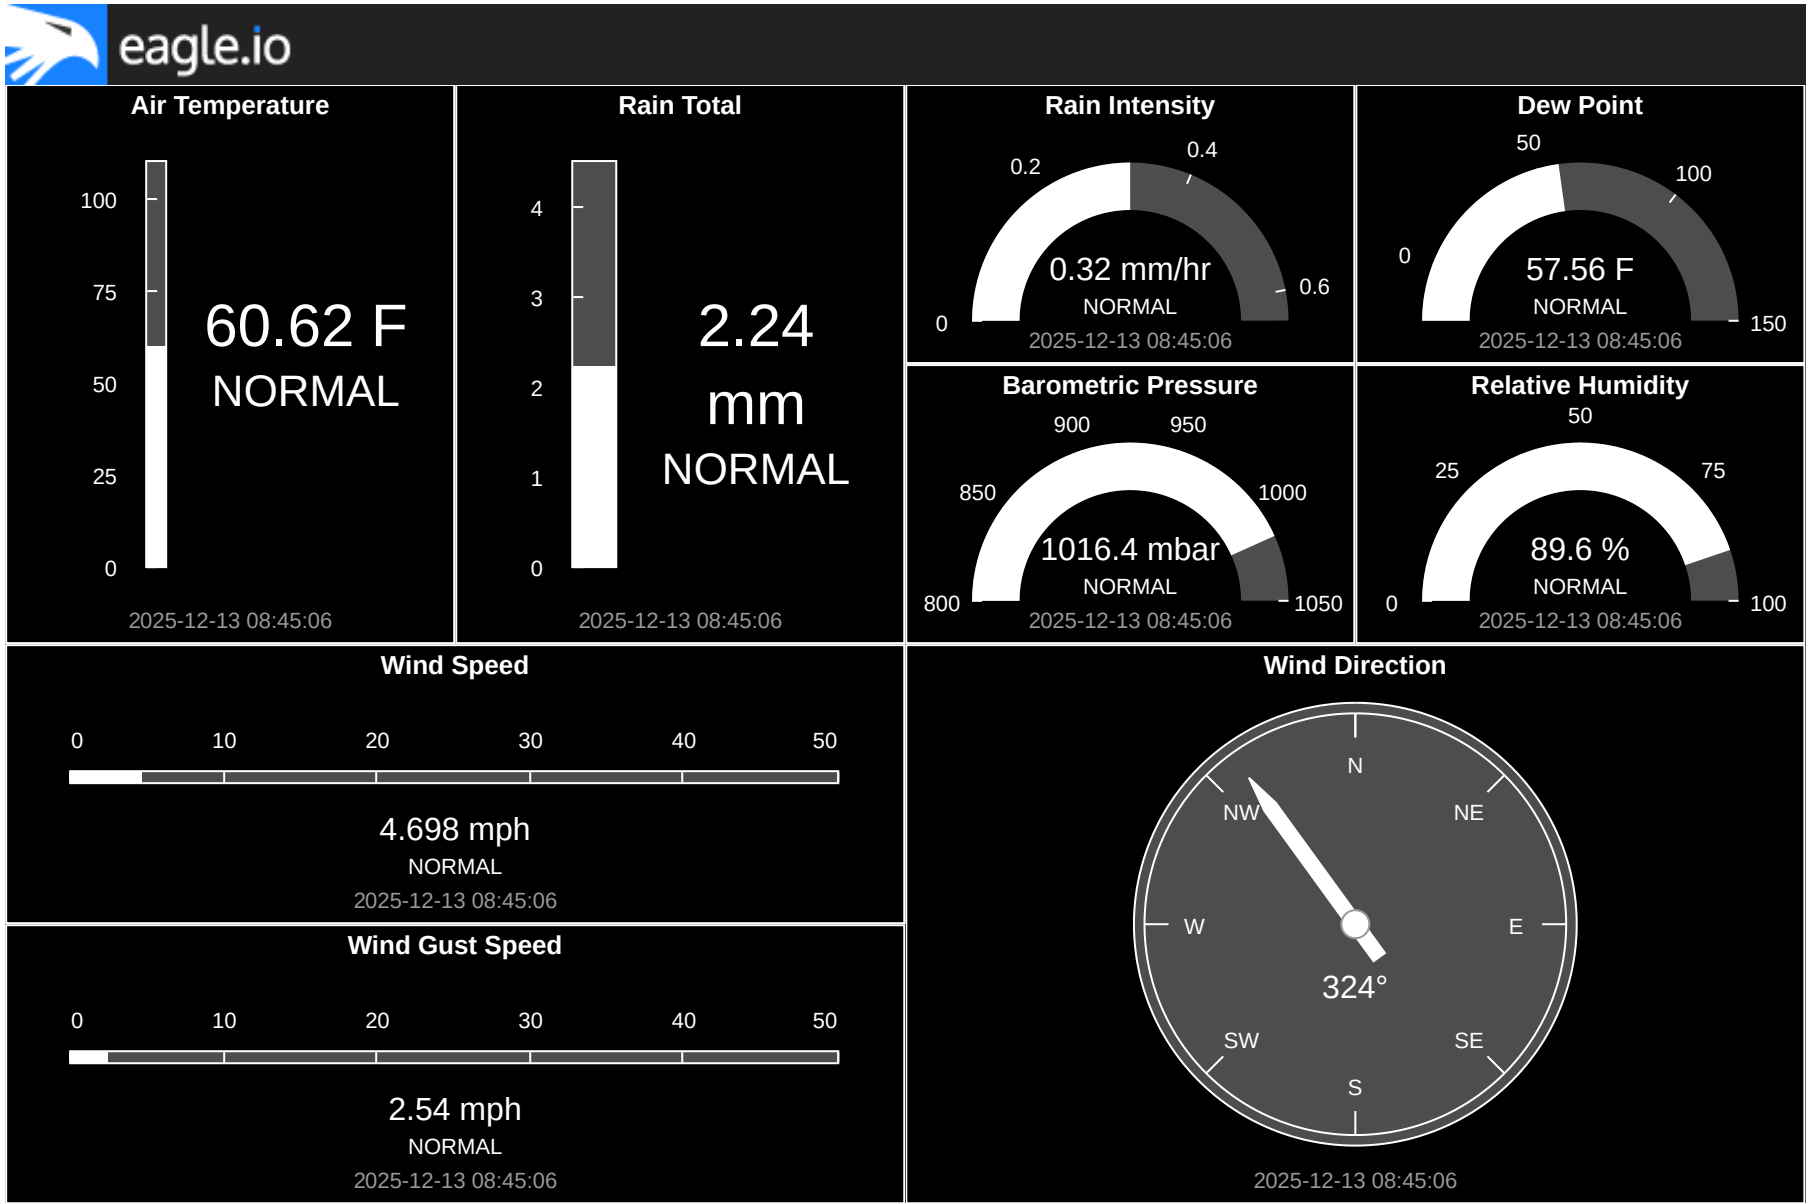 eagle.io
Air Temperature
100
75
50
25
0
60.62 F
NORMAL
2025-12-13 08:45:06
Rain Total
4
3
2
1
0
2.24
mm
NORMAL
2025-12-13 08:45:06
Rain Intensity
0
0.2
0.4
0.6
0.32 mm/hr
NORMAL
2025-12-13 08:45:06
Dew Point
0
50
100
150
57.56 F
NORMAL
2025-12-13 08:45:06
Barometric Pressure
800
850
900
950
1000
1050
1016.4 mbar
NORMAL
2025-12-13 08:45:06
Relative Humidity
0
25
50
75
100
89.6 %
NORMAL
2025-12-13 08:45:06
Wind Speed
0 10 20 30 40 50
4.698 mph
NORMAL
2025-12-13 08:45:06
Wind Gust Speed
0 10 20 30 40 50
2.54 mph
NORMAL
2025-12-13 08:45:06
Wind Direction
N
NW NE
W E
324°
SW SE
S
2025-12-13 08:45:06